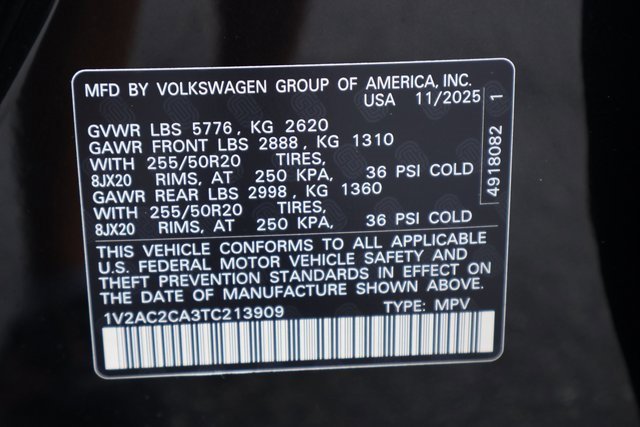 MFD BY VOLKSWAGEN GROUP OF AMERICA, INC.
USA 11/2025
GVWR LBS 5776, KG 2620
GAWR FRONT LBS 2888, KG 1310
WITH 255/50R20 TIRES,
8JX20 RIMS, AT 250 KPA, 36 PSI COLD
GAWR REAR LBS 2998, KG 1360
WITH 255/50R20 TIRES,
8JX20 RIMS, AT 250 KPA, 36 PSI COLD
4918082 1
THIS VEHICLE CONFORMS TO ALL APPLICABLE
U.S. FEDERAL MOTOR VEHICLE SAFETY AND
THEFT PREVENTION STANDARDS IN EFFECT ON
THE DATE OF MANUFACTURE SHOWN ABOVE.
1V2AC2CA3TC213909 TYPE: MPV